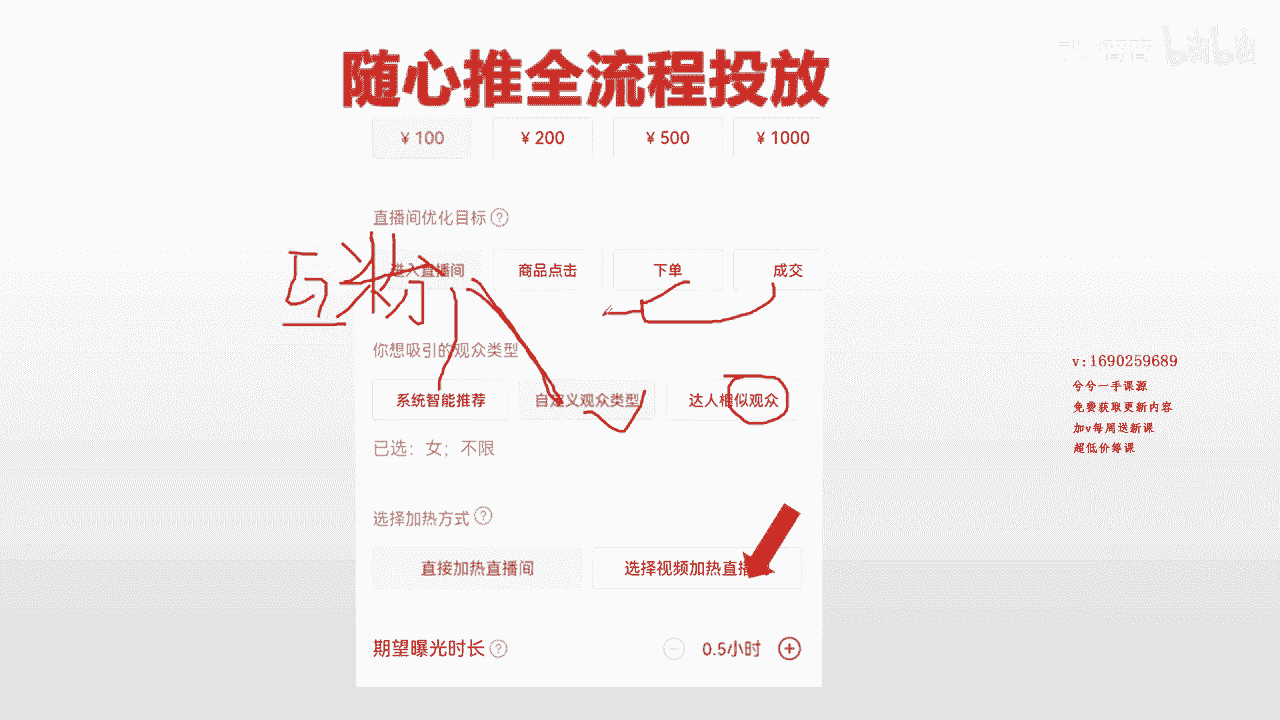 随心推全流程投放
¥ 100 ¥ 200 ¥ 500 ¥ 1000
直播间优化目标 ?
进入直播间 商品点击 下单 成交
互粉
你想吸引的观众类型
系统智能推荐 自定义观众类型 达人相似观众
已选：女；不限
选择加热方式 ?
直接加热直播间 选择视频加热直播
期望曝光时长 ? 0.5小时
v:1690259689
兮兮一手课源
免费获取更新内容
加v每周送新课
超低价筹课
bilibili